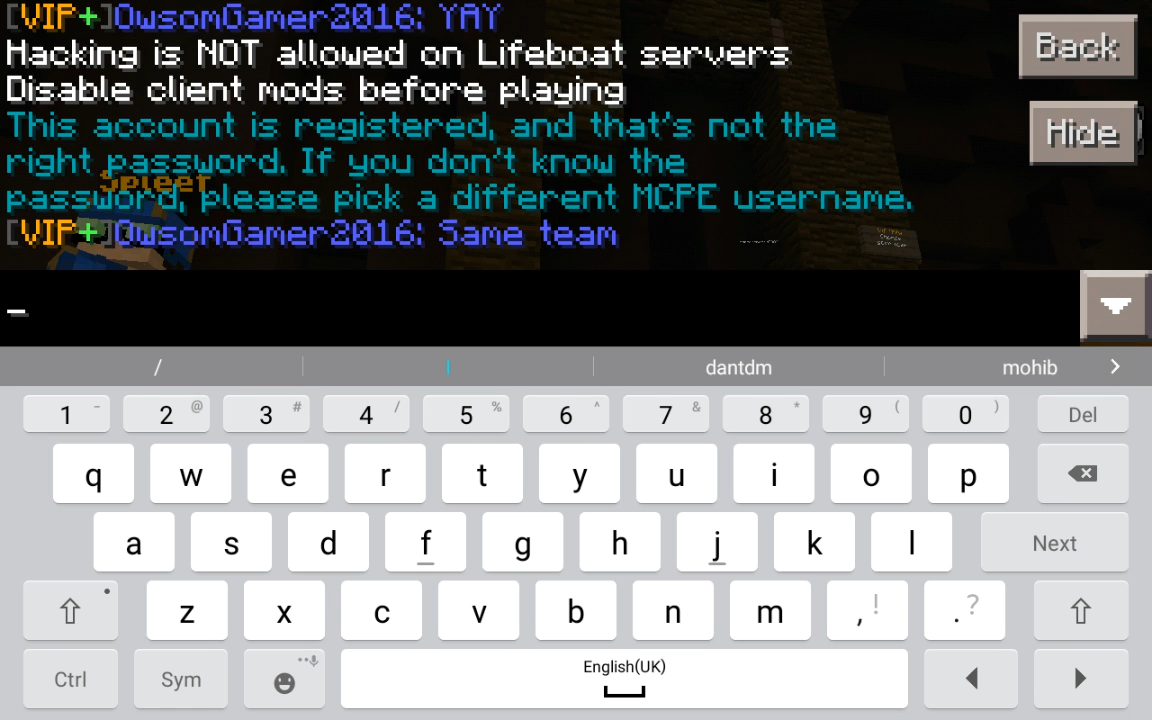 [VIP+]OwsomGamer2016: YAY
Hacking is NOT allowed on Lifeboat servers
Disable client mods before playing
This account is registered, and that's not the
right password. If you don't know the
password, please pick a different MCPE username.
[VIP+]OwsomGamer2016: Same team
Spleet
Back
Hide
_
/ dantdm mohib >
1 - 2 @ 3 # 4 / 5 % 6 ^ 7 & 8 * 9 ( 0 ) Del
q w e r t y u i o p
a s d f g h j k l Next
z x c v b n m , ! . ?
Ctrl Sym English(UK)